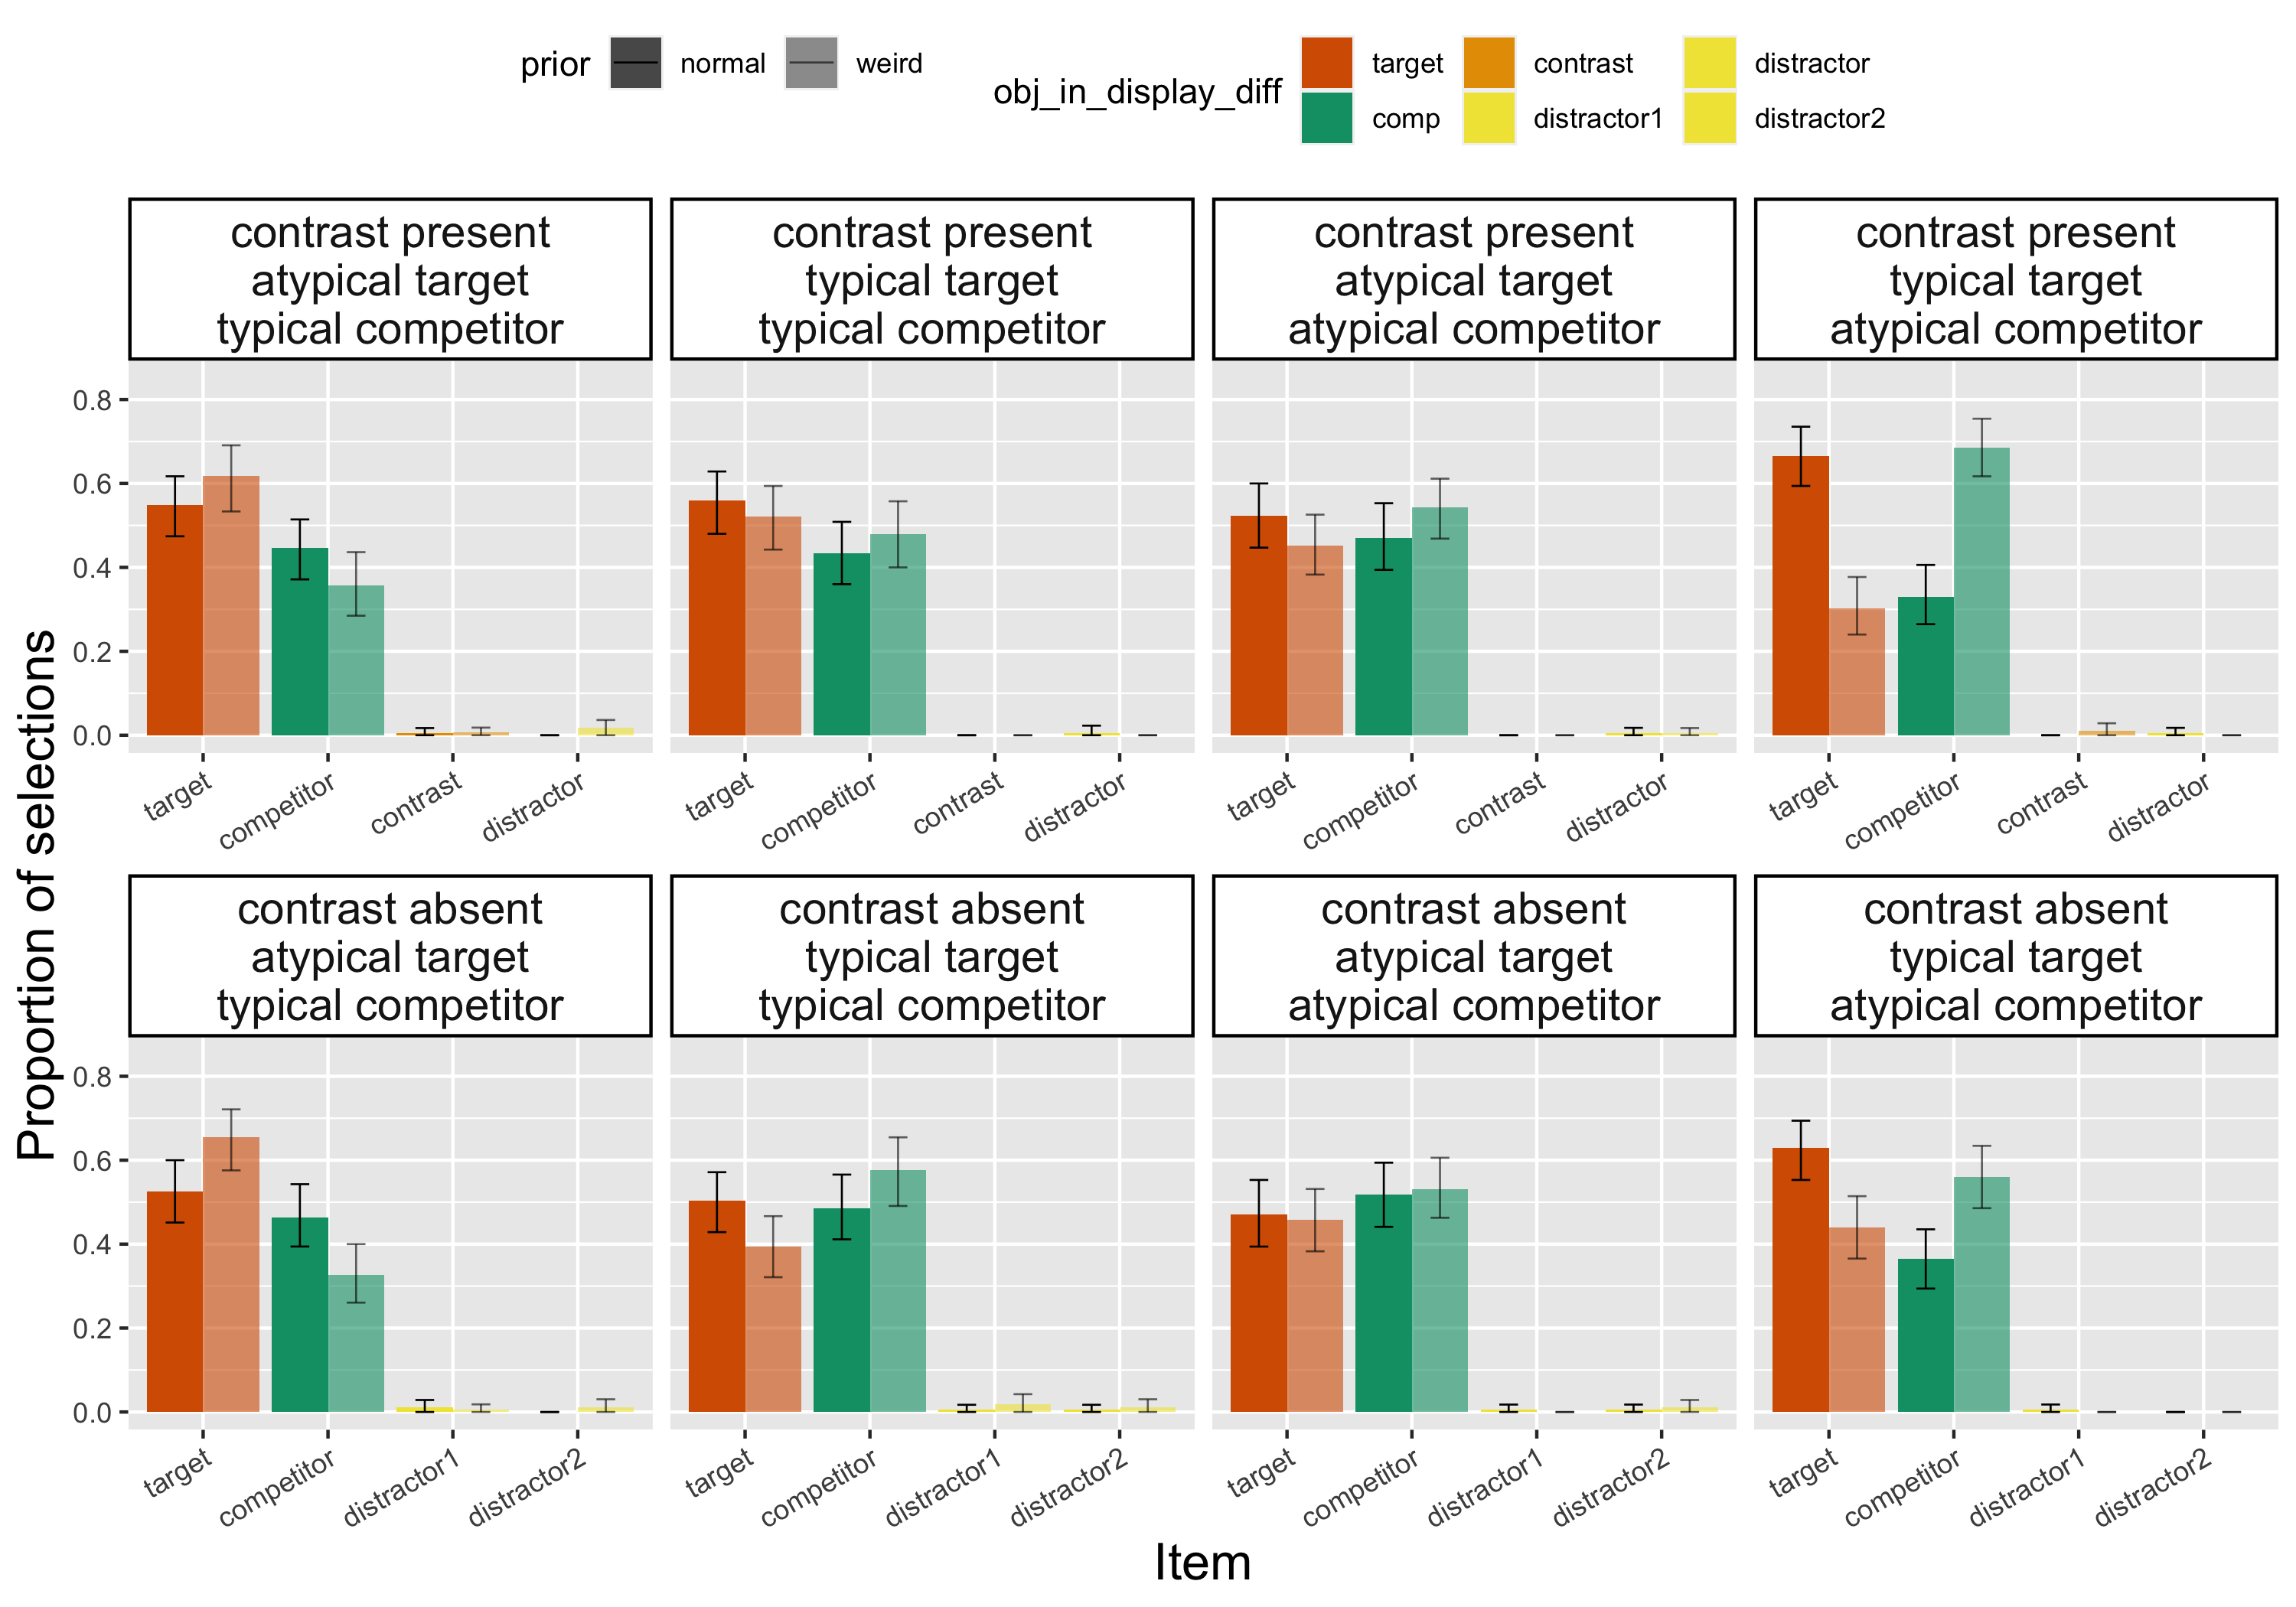 prior normal weird
obj_in_display_diff
target contrast distractor
comp distractor1 distractor2
contrast present
atypical target
typical competitor
contrast present
typical target
typical competitor
contrast present
atypical target
atypical competitor
contrast present
typical target
atypical competitor
Proportion of selections
0.8
0.6
0.4
0.2
0.0
target competitor contrast distractor
target competitor contrast distractor
target competitor contrast distractor
target competitor contrast distractor
contrast absent
atypical target
typical competitor
contrast absent
typical target
typical competitor
contrast absent
atypical target
atypical competitor
contrast absent
typical target
atypical competitor
0.8
0.6
0.4
0.2
0.0
target competitor distractor1 distractor2
target competitor distractor1 distractor2
target competitor distractor1 distractor2
target competitor distractor1 distractor2
Item